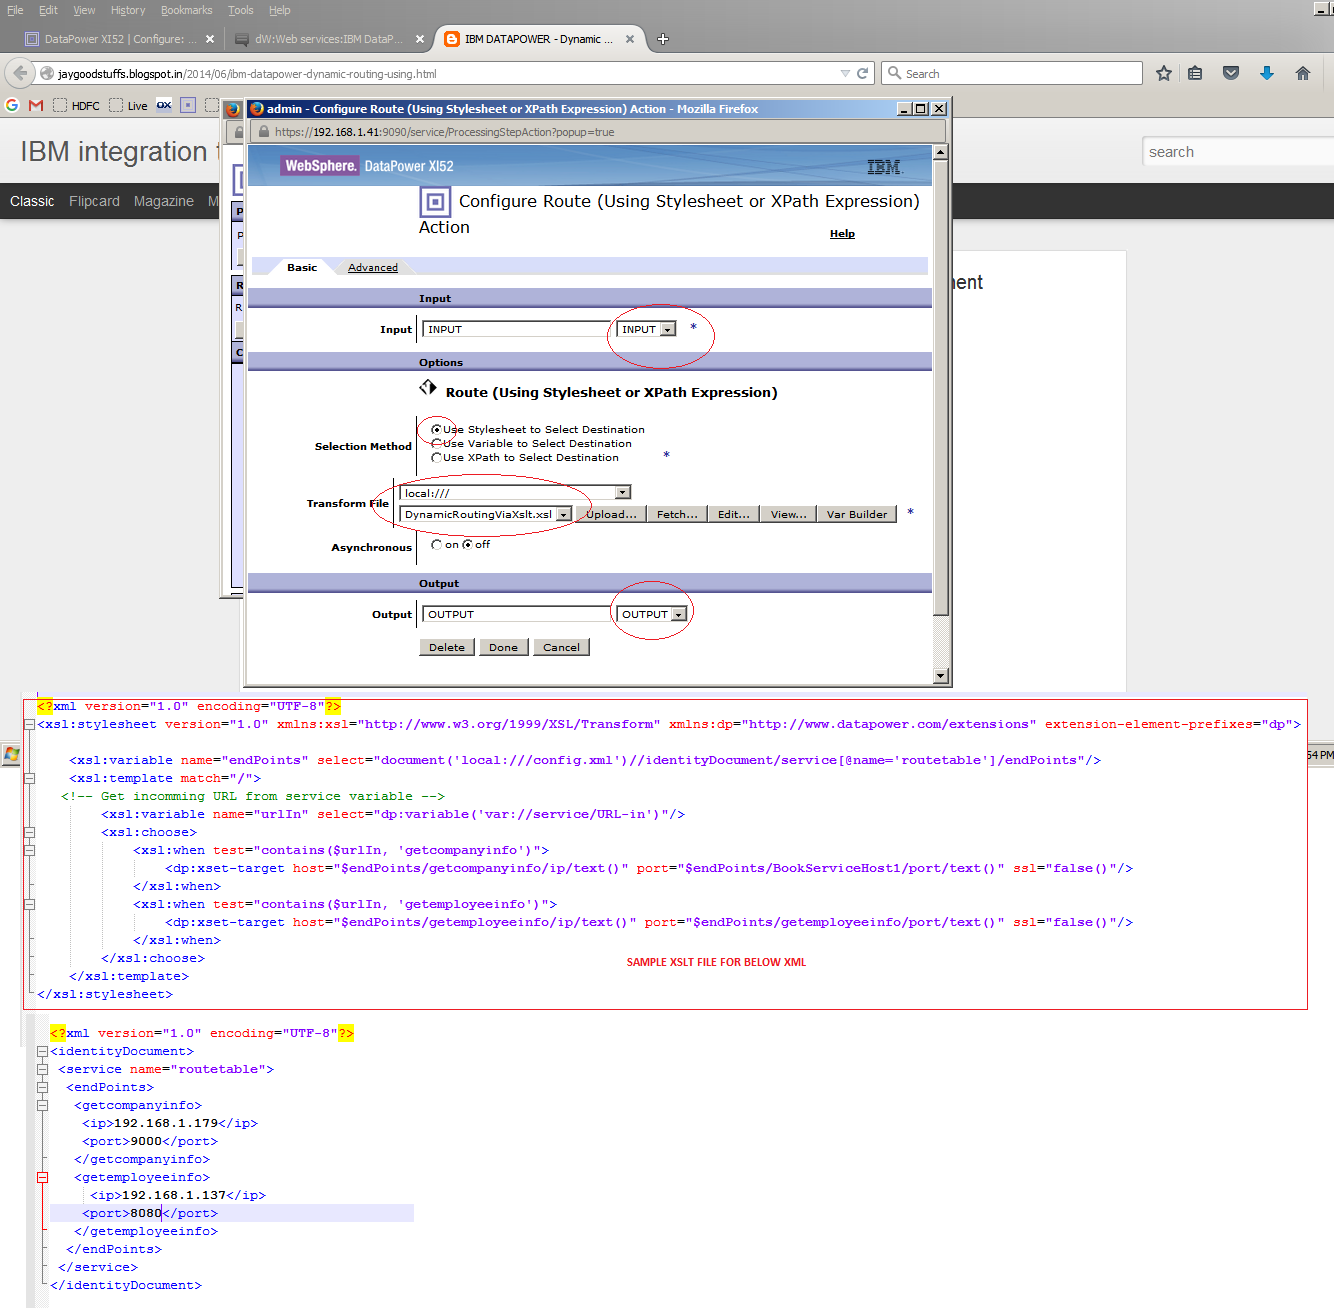 File Edit View History Bookmarks Tools Help
DataPower XI52 | Configure: ... × dW:Web services:IBM DataP... × IBM DATAPOWER - Dynamic ... ×
jaygoodstuffs.blogspot.in/2014/06/ibm-datapower-dynamic-routing-using.html Search
HDFC Live OX
admin - Configure Route (Using Stylesheet or XPath Expression) Action - Mozilla Firefox
https://192.168.1.41:9090/service/ProcessingStepAction?popup=true
IBM integration t
search
Classic Flipcard Magazine M
WebSphere. DataPower XI52 IBM.
Configure Route (Using Stylesheet or XPath Expression)
Action
Help
Basic Advanced
ent
Input
Input INPUT INPUT *
Options
Route (Using Stylesheet or XPath Expression)
Selection Method
Use Stylesheet to Select Destination
Use Variable to Select Destination
Use XPath to Select Destination *
Transform File local:///
DynamicRoutingViaXslt.xsl Upload... Fetch... Edit... View... Var Builder *
Asynchronous on off
Output
Output OUTPUT OUTPUT
Delete Done Cancel
<?xml version="1.0" encoding="UTF-8"?>
<xsl:stylesheet version="1.0" xmlns:xsl="http://www.w3.org/1999/XSL/Transform" xmlns:dp="http://www.datapower.com/extensions" extension-element-prefixes="dp">
<xsl:variable name="endPoints" select="document('local:///config.xml')//identityDocument/service[@name='routetable']/endPoints"/>
<xsl:template match="/">
<!-- Get incomming URL from service variable -->
<xsl:variable name="urlIn" select="dp:variable('var://service/URL-in')"/>
<xsl:choose>
<xsl:when test="contains($urlIn, 'getcompanyinfo')">
<dp:xset-target host="$endPoints/getcompanyinfo/ip/text()" port="$endPoints/BookServiceHost1/port/text()" ssl="false()"/>
</xsl:when>
<xsl:when test="contains($urlIn, 'getemployeeinfo')">
<dp:xset-target host="$endPoints/getemployeeinfo/ip/text()" port="$endPoints/getemployeeinfo/port/text()" ssl="false()"/>
</xsl:when>
</xsl:choose>
SAMPLE XSLT FILE FOR BELOW XML
</xsl:template>
</xsl:stylesheet>
54 PM
<?xml version="1.0" encoding="UTF-8"?>
<identityDocument>
<service name="routetable">
<endPoints>
<getcompanyinfo>
<ip>192.168.1.179</ip>
<port>9000</port>
</getcompanyinfo>
<getemployeeinfo>
<ip>192.168.1.137</ip>
<port>8080</port>
</getemployeeinfo>
</endPoints>
</service>
</identityDocument>